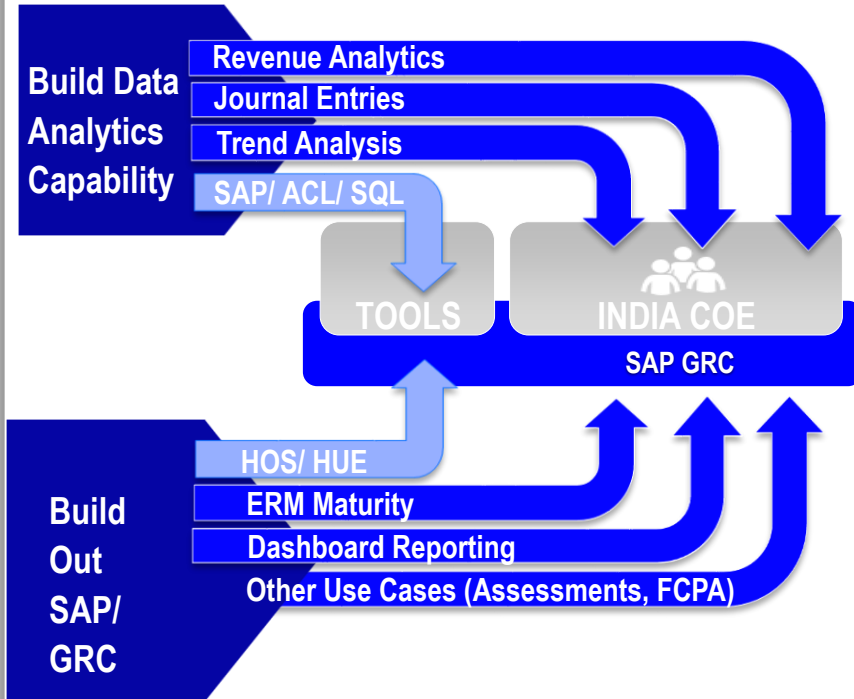 Build Data
Analytics
Capability
Revenue Analytics
Journal Entries
Trend Analysis
SAP/ ACL/ SQL
TOOLS
INDIA COE
SAP GRC
Build
Out
SAP/
GRC
HOS/ HUE
ERM Maturity
Dashboard Reporting
Other Use Cases (Assessments, FCPA)